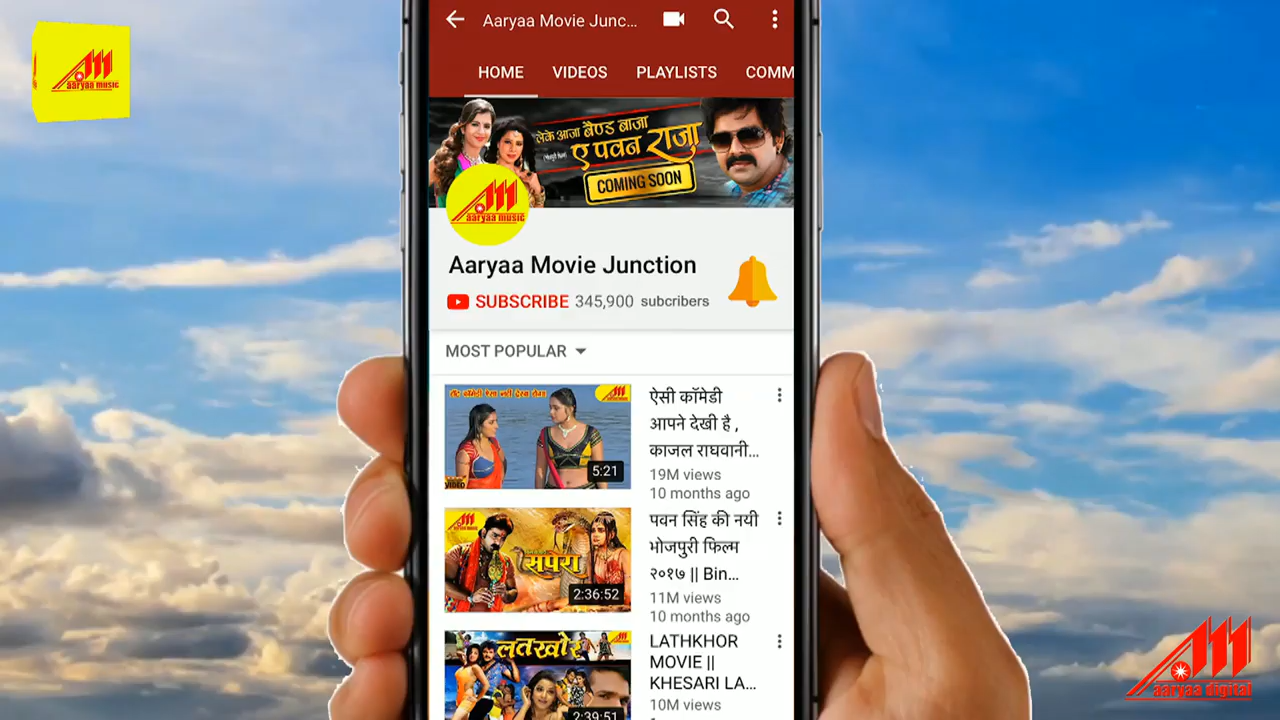 aaryaa music
Aaryaa Movie Junc...
HOME VIDEOS PLAYLISTS COMM
लेके आजा बैण्ड बाजा
ए पवन राजा
COMING SOON
aaryaa music
Aaryaa Movie Junction
SUBSCRIBE 345,900 subcribers
MOST POPULAR
5:21
VIDEO
ऐसी कॉमेडी
आपने देखी है ,
काजल राघवानी...
19M views
10 months ago
सपेरा
2:36:52
पवन सिंह की नयी
भोजपुरी फिल्म
२०१७ || Bin...
11M views
10 months ago
लतखोर
2:39:51
LATHKHOR
MOVIE ||
KHESARI LA...
10M views
aaryaa digital